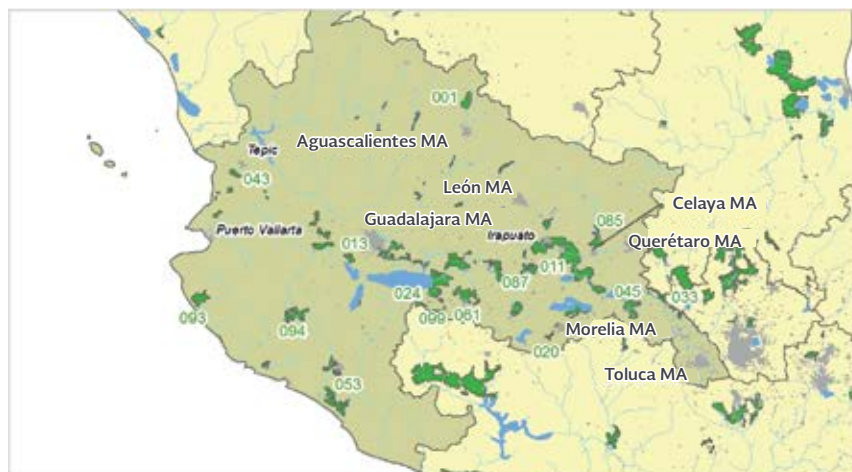 001
Aguascalientes MA
Tepic
043
León MA
Celaya MA
Guadalajara MA
085
Puerto Vallarta
Irapuato
Querétaro MA
013
011
087
024
045
033
099
061
093
094
Morelia MA
020
Toluca MA
053